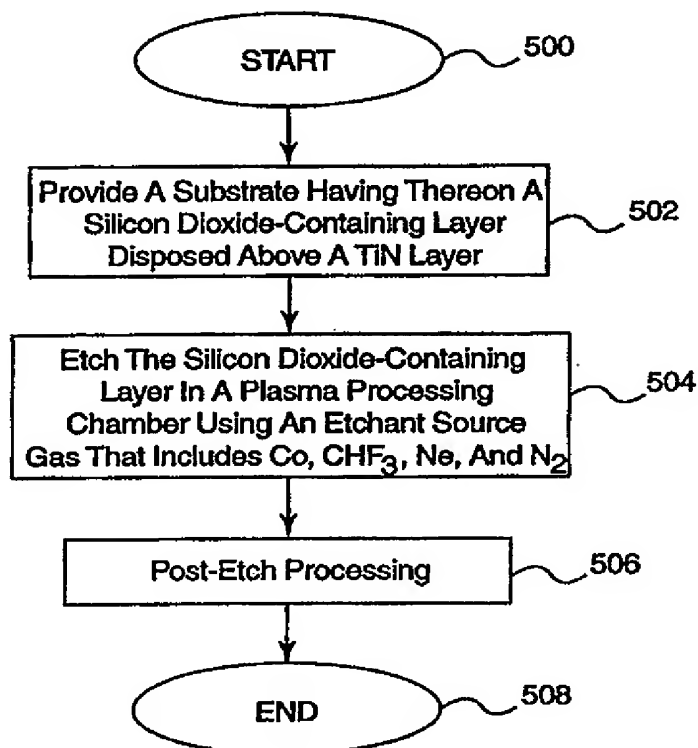 START
500
Provide A Substrate Having Thereon A
Silicon Dioxide-Containing Layer
Disposed Above A TiN Layer
502
Etch The Silicon Dioxide-Containing
Layer In A Plasma Processing
Chamber Using An Etchant Source
Gas That Includes Co, CHF₃, Ne, And N₂
504
Post-Etch Processing
506
END
508